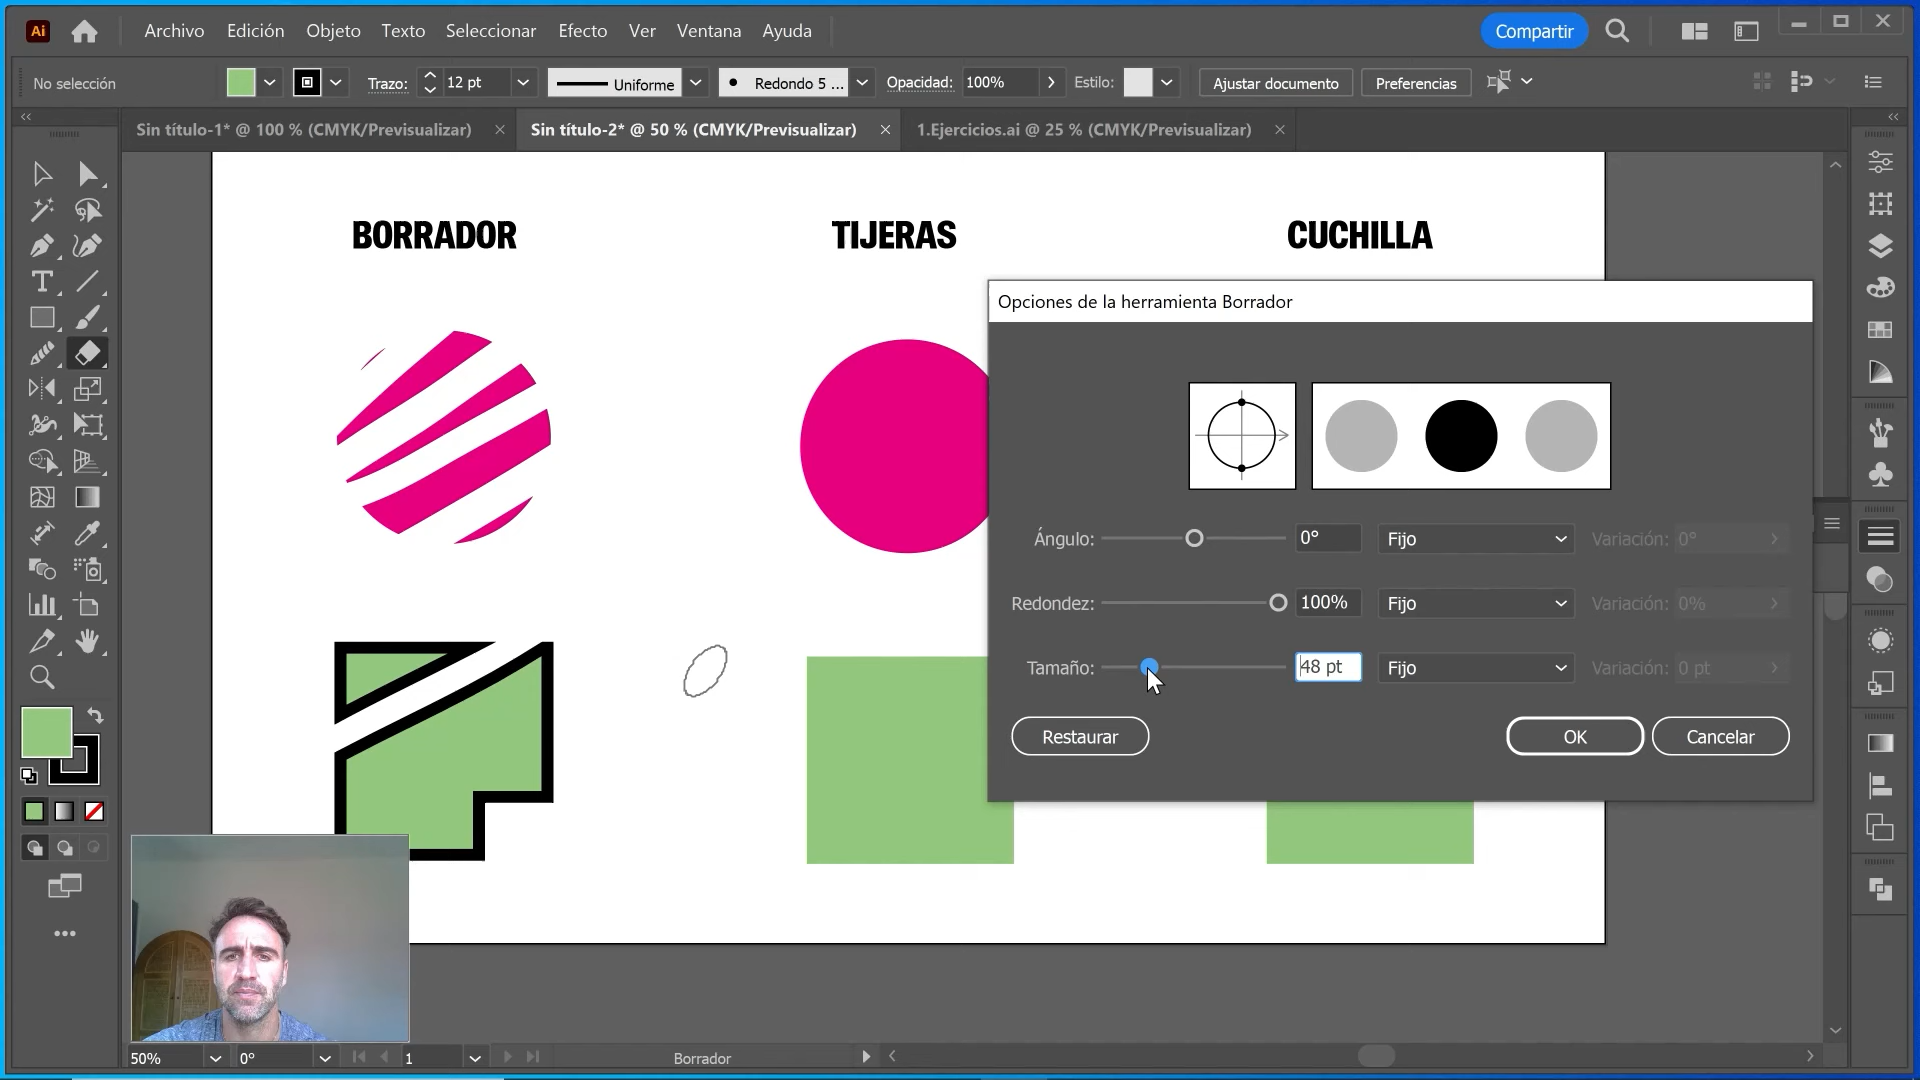 Ai
Archivo Edición Objeto Texto Seleccionar Efecto Ver Ventana Ayuda
Compartir
No selección
Trazo: 12 pt
Uniforme
Redondo 5 ...
Opacidad: 100%
Estilo:
Ajustar documento
Preferencias
Sin título-1* @ 100 % (CMYK/Previsualizar)
Sin título-2* @ 50 % (CMYK/Previsualizar)
1.Ejercicios.ai @ 25 % (CMYK/Previsualizar)
BORRADOR
TIJERAS
CUCHILLA
Opciones de la herramienta Borrador
Ángulo: 0° Fijo Variación: 0°
Redondez: 100% Fijo Variación: 0%
Tamaño: 48 pt Fijo Variación: 0 pt
Restaurar
OK
Cancelar
50% 0° 1 Borrador